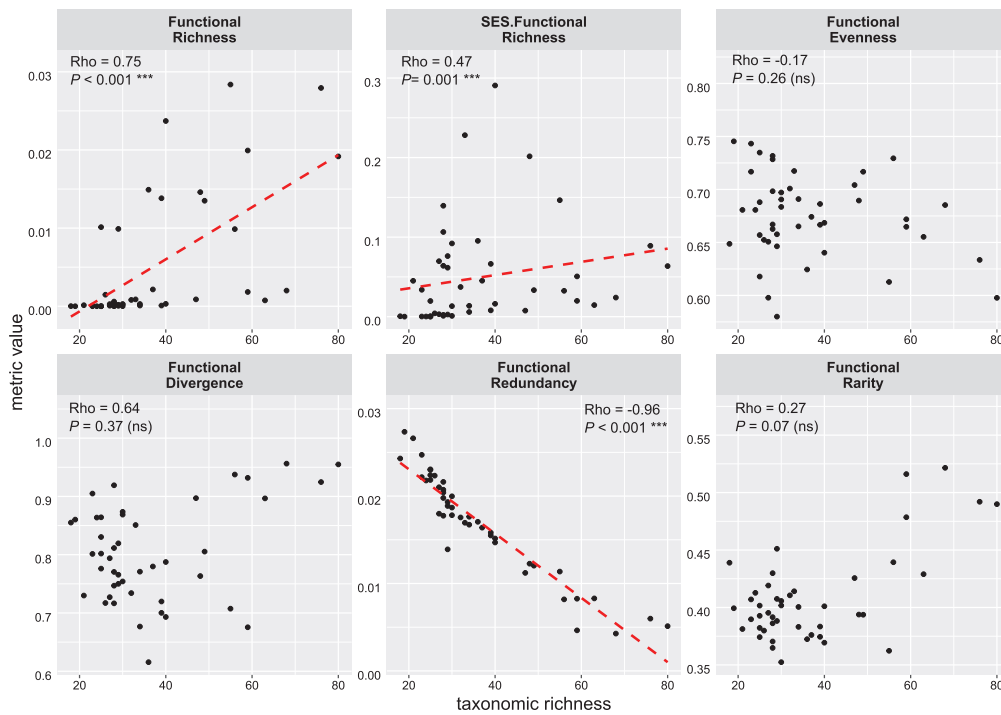 Functional
Richness
SES.Functional
Richness
Functional
Evenness
Rho = 0.75
P < 0.001 ***
Rho = 0.47
P= 0.001 ***
Rho = -0.17
P = 0.26 (ns)
0.03
0.02
0.01
0.00
0.3
0.2
0.1
0.0
0.80
0.75
0.70
0.65
0.60
20 40 60 80
20 40 60 80
20 40 60 80
metric value
Functional
Divergence
Functional
Redundancy
Functional
Rarity
Rho = 0.64
P = 0.37 (ns)
Rho = -0.96
P < 0.001 ***
Rho = 0.27
P = 0.07 (ns)
1.0
0.9
0.8
0.7
0.6
0.03
0.02
0.01
0.00
0.55
0.50
0.45
0.40
0.35
20 40 60 80
20 40 60 80
20 40 60 80
taxonomic richness